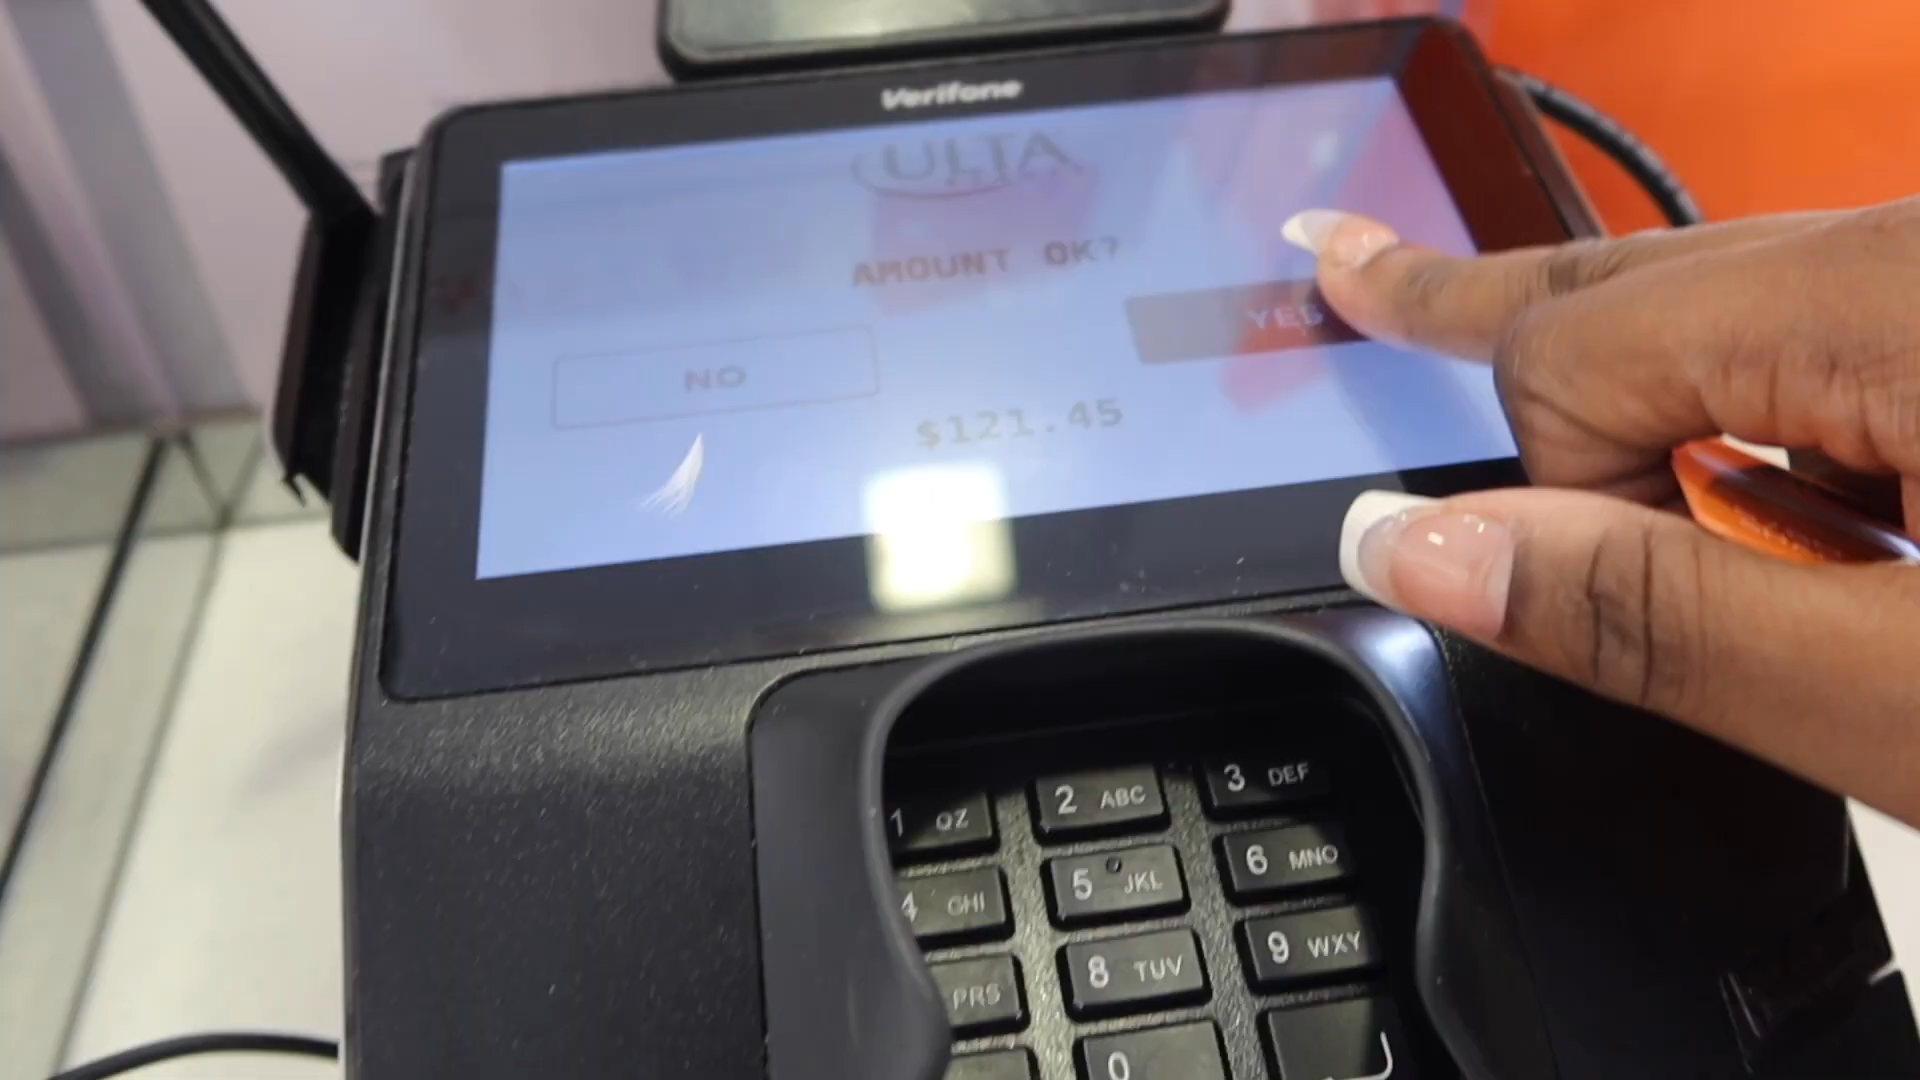 Verifone
ULTA
AMOUNT OK?
YES
NO
$121.45
1 QZ
2 ABC
3 DEF
4 GHI
5 JKL
6 MNO
PRS
8 TUV
9 WXY
0